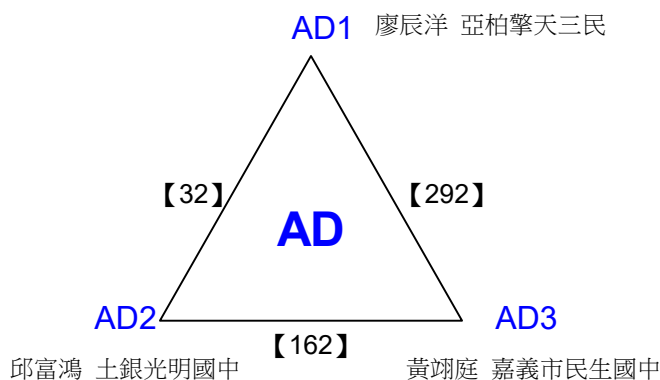 AD1 廖辰洋 亞柏擎天三民
【32】 【292】
AD
AD2 AD3
【162】
邱富鴻 土銀光明國中 黃翊庭 嘉義市民生國中